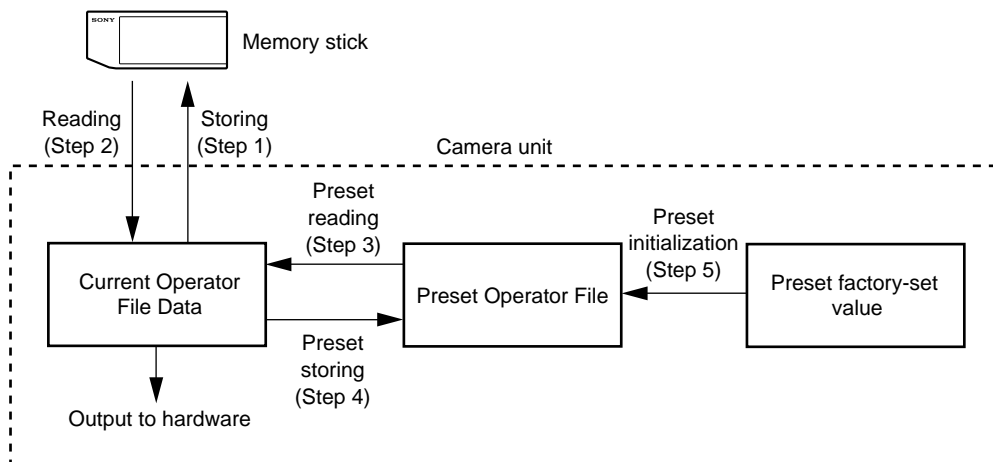 SONY
Memory stick
Reading
(Step 2)
Storing
(Step 1)
Camera unit
Preset
reading
(Step 3)
Preset
initialization
(Step 5)
Current Operator
File Data
Preset Operator File
Preset factory-set
value
Preset
storing
(Step 4)
Output to hardware